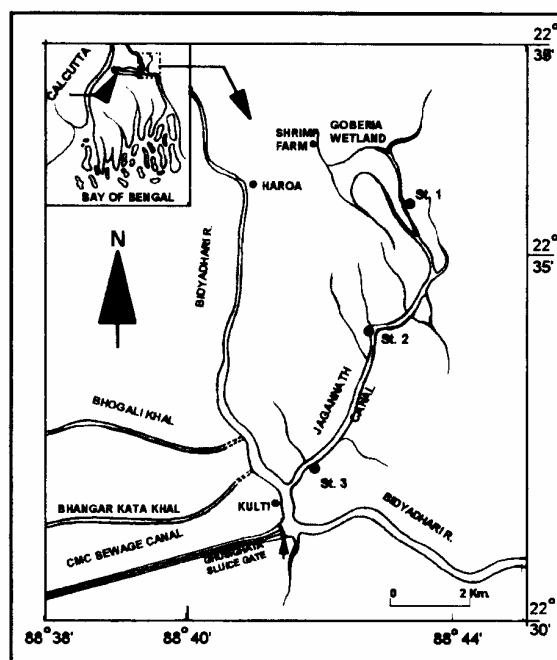 22°
CALCUTTA
BAY OF BENGAL
SHRIMP
FARM
GOBERIA
WETLAND
HAROA
St. 1
N
22°
35'
BIDYADHARI R.
St. 2
JAGANNATH
CANAL
BHOGALI KHAL
St. 3
BHANGAR KATA KHAL
KULTI
BIDYADHARI R.
CMC SEWAGE CANAL
SLUICE GATE
0 2 Km.
22°
30'
88° 38' 88° 40' 88° 44'